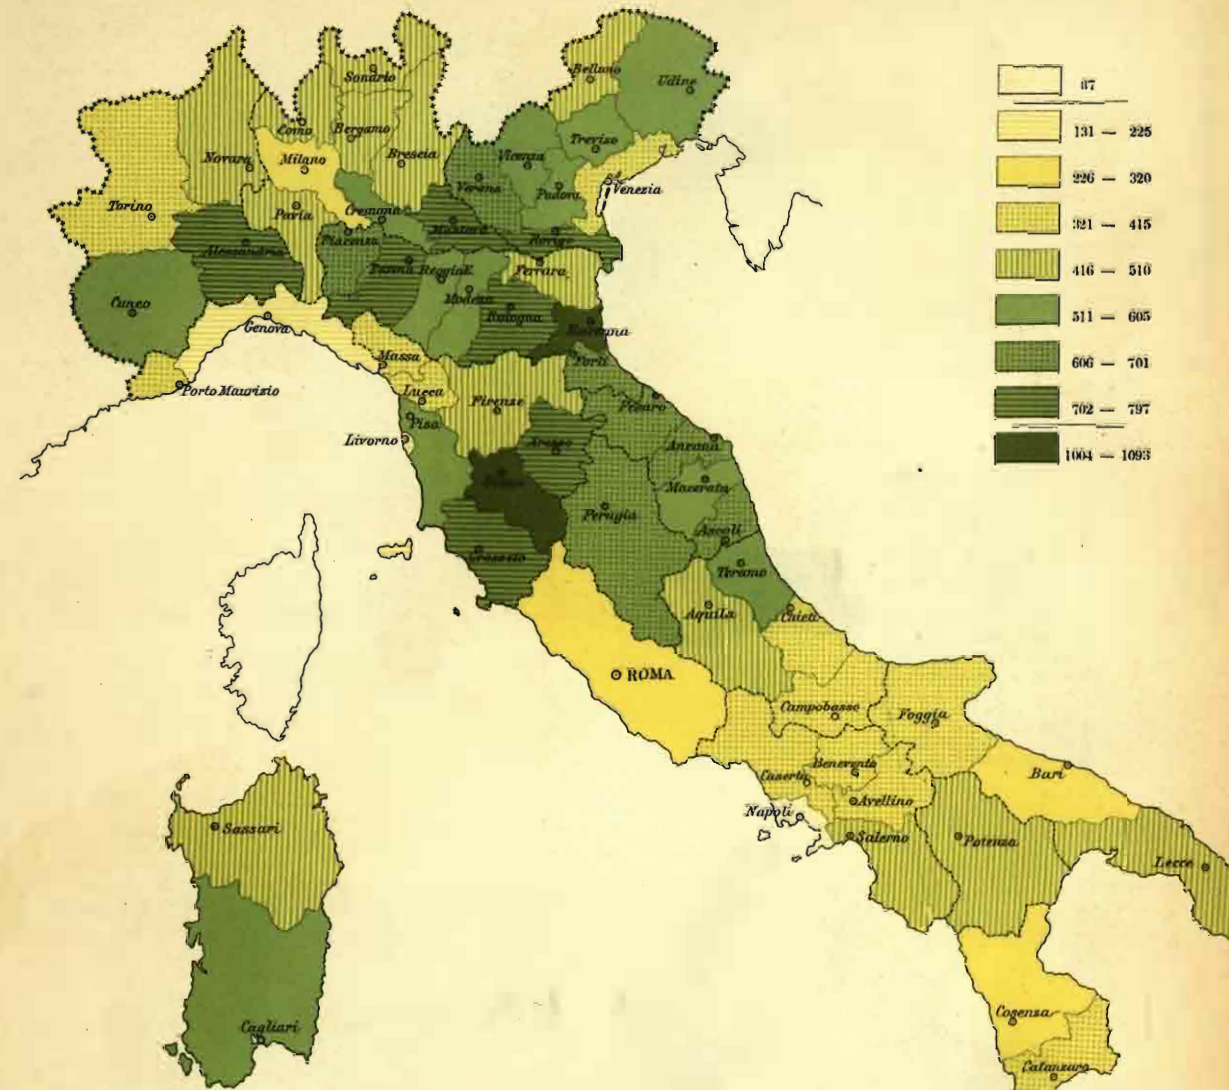 Sondrio
Belluno
Udine
Como
Bergamo
Treviso
Novara
Milano
Brescia
Vicenza
Verona
Padova
Venezia
Torino
Pavia
Cremona
Mantova
Rovigo
Piacenza
Alessandria
Parma
Reggio E.
Ferrara
Cuneo
Modena
Bologna
Genova
Ravenna
Massa
Forlì
Porto Maurizio
Lucca
Firenze
Pesaro
Pisa
Livorno
Arezzo
Ancona
Siena
Macerata
Perugia
Ascoli
Grosseto
Teramo
Aquila
Chieti
ROMA
Campobasso
Foggia
Benevento
Caserta
Bari
Avellino
Napoli
Salerno
Potenza
Lecce
Sassari
Cagliari
Cosenza
Catanzaro
87
131 — 225
226 — 320
321 — 415
416 — 510
511 — 605
606 — 701
702 — 797
1004 — 1093